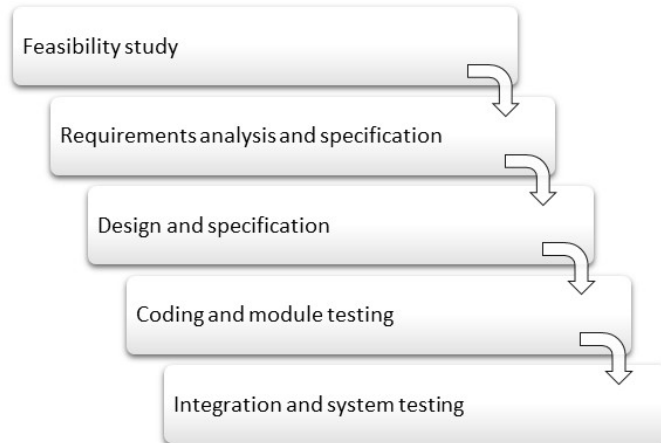 Feasibility study
Requirements analysis and specification
Design and specification
Coding and module testing
Integration and system testing